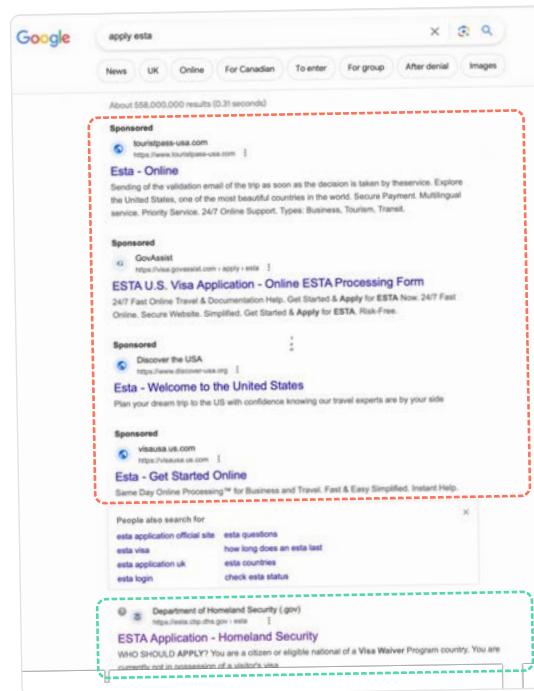 Google
apply esta
News UK Online For Canadian To enter For group After denial Images
About 558,000,000 results (0.31 seconds)
Sponsored
touristpass-usa.com
https://www.touristpass-usa.com
Esta - Online
Sending of the validation email of the trip as soon as the decision is taken by theservice. Explore
the United States, one of the most beautiful countries in the world. Secure Payment. Multilingual
service. Priority Service. 24/7 Online Support. Types: Business, Tourism, Transit.
Sponsored
GovAssist
https://visa.govassist.com › apply › esta
ESTA U.S. Visa Application - Online ESTA Processing Form
24/7 Fast Online Travel & Documentation Help. Get Started & Apply for ESTA Now. 24/7 Fast
Online. Secure Website. Simplified. Get Started & Apply for ESTA. Risk-Free.
Sponsored
Discover the USA
https://www.discover-usa.org
Esta - Welcome to the United States
Plan your dream trip to the US with confidence knowing our travel experts are by your side
Sponsored
visausa.us.com
https://visausa.us.com
Esta - Get Started Online
Same Day Online Processing™ for Business and Travel. Fast & Easy Simplified. Instant Help.
People also search for
esta application official site esta questions
esta visa how long does an esta last
esta application uk esta countries
esta login check esta status
Department of Homeland Security (.gov)
https://esta.cbp.dhs.gov › esta
ESTA Application - Homeland Security
WHO SHOULD APPLY? You are a citizen or eligible national of a Visa Waiver Program country. You are
currently not in possession of a visitor's visa